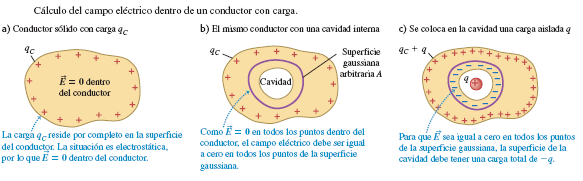 Cálculo del campo eléctrico dentro de un conductor con carga.
a) Conductor sólido con carga q_C
q_C
E⃗ = 0 dentro
del conductor
La carga q_C reside por completo en la superficie
del conductor. La situación es electrostática,
por lo que E⃗ = 0 dentro del conductor.
b) El mismo conductor con una cavidad interna
q_C
Superficie
gaussiana
arbitraria A
Cavidad
Como E⃗ = 0 en todos los puntos dentro del
conductor, el campo eléctrico debe ser igual
a cero en todos los puntos de la superficie
gaussiana.
c) Se coloca en la cavidad una carga aislada q
q_C + q
q
Para que E⃗ sea igual a cero en todos los puntos
de la superficie gaussiana, la superficie de la
cavidad debe tener una carga total de −q.